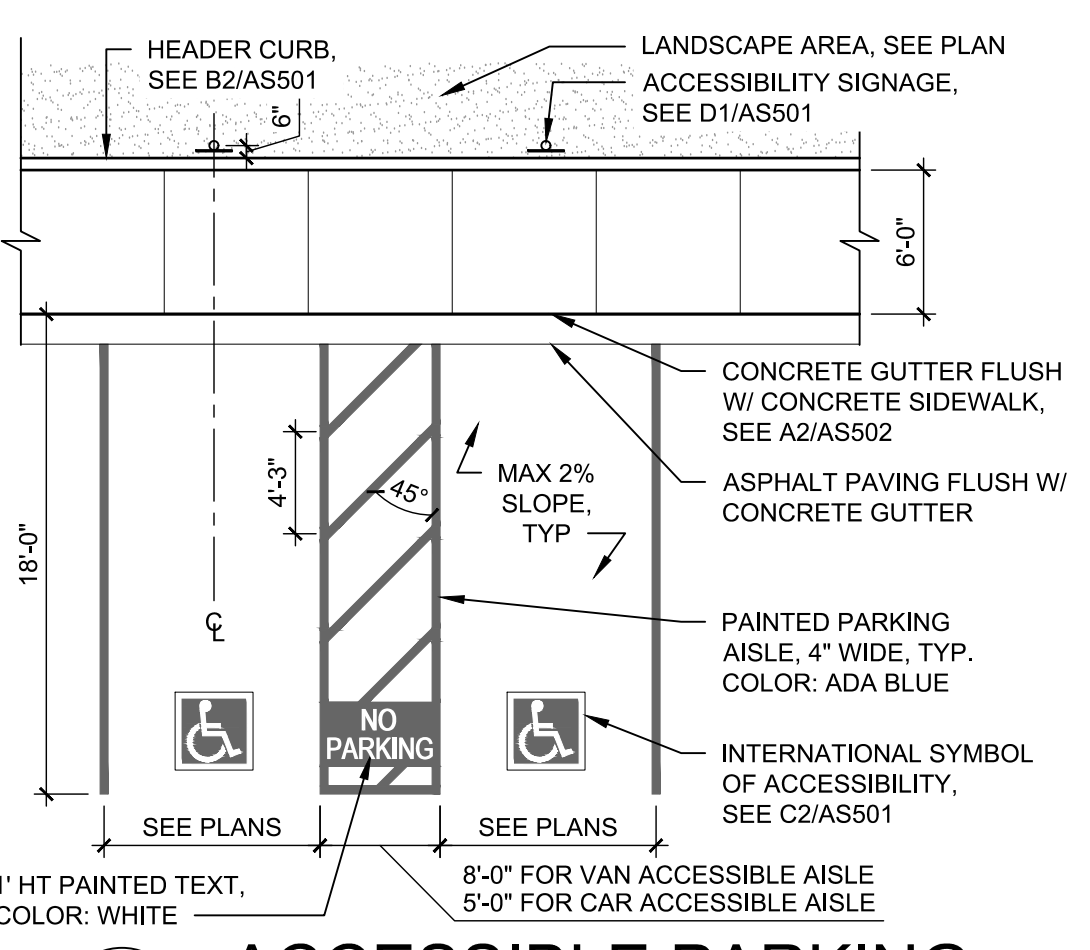 HEADER CURB,
SEE B2/AS501
6"
LANDSCAPE AREA, SEE PLAN
ACCESSIBILITY SIGNAGE,
SEE D1/AS501
6'-0"
CONCRETE GUTTER FLUSH
W/ CONCRETE SIDEWALK,
SEE A2/AS502
ASPHALT PAVING FLUSH W/
CONCRETE GUTTER
18'-0"
4'-3"
45°
MAX 2%
SLOPE,
TYP
℄
PAINTED PARKING
AISLE, 4" WIDE, TYP.
COLOR: ADA BLUE
NO
PARKING
INTERNATIONAL SYMBOL
OF ACCESSIBILITY,
SEE C2/AS501
SEE PLANS
SEE PLANS
1' HT PAINTED TEXT,
COLOR: WHITE
8'-0" FOR VAN ACCESSIBLE AISLE
5'-0" FOR CAR ACCESSIBLE AISLE
ACCESSIBLE PARKING